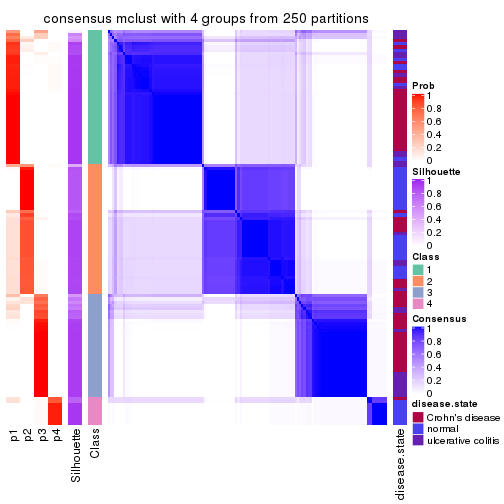 consensus mclust with 4 groups from 250 partitions
Prob
1
0.8
0.6
0.4
0.2
0
Silhouette
1
0.8
0.6
0.4
0.2
0
Class
1
2
3
4
Consensus
1
0.8
0.6
0.4
0.2
0
disease.state
Crohn's disease
normal
ulcerative colitis
p1
p2
p3
p4
Silhouette
Class
disease.state